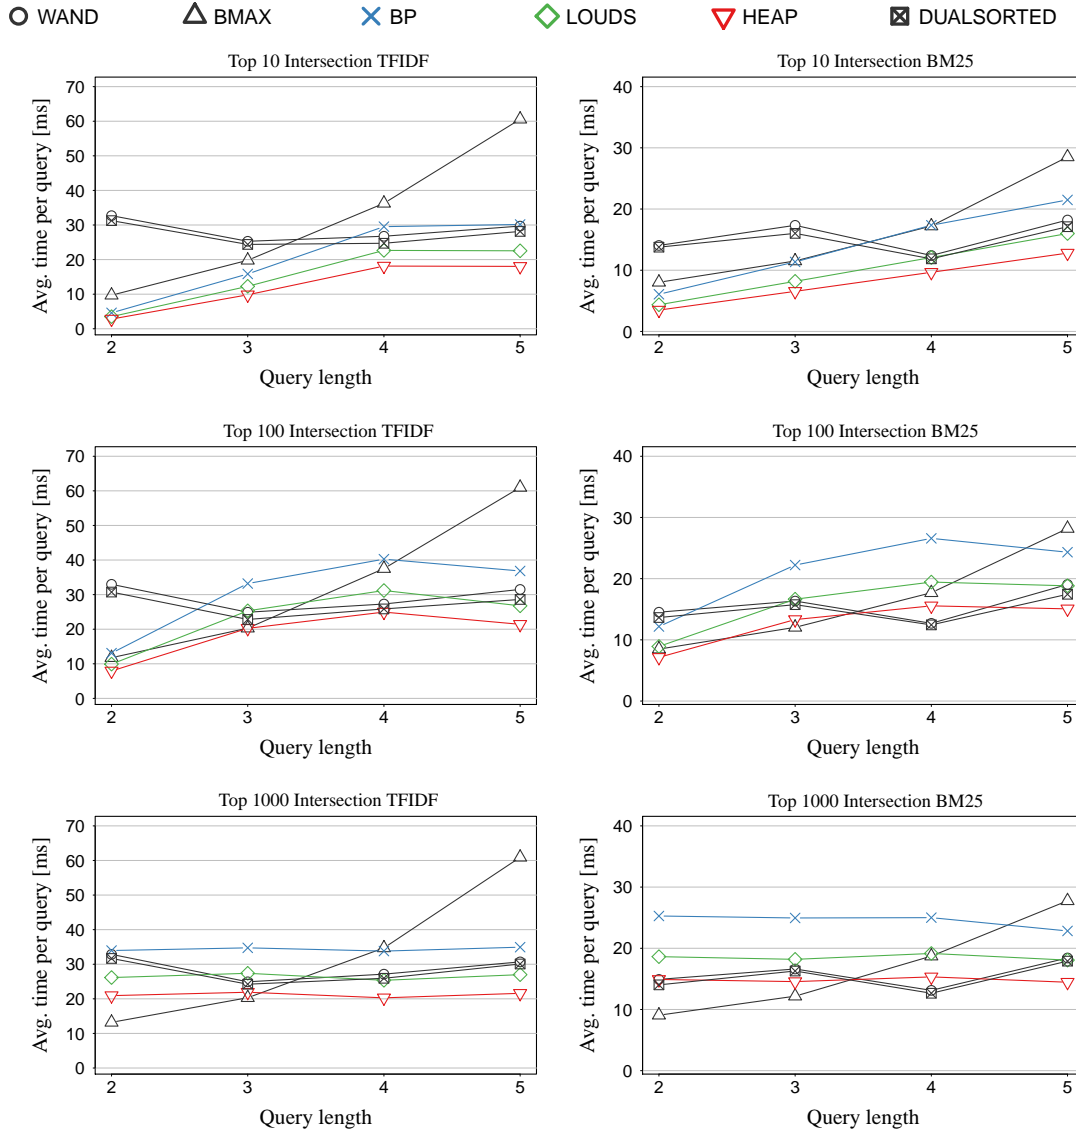 WAND BMAX BP LOUDS HEAP DUALSORTED
Top 10 Intersection TFIDF
Avg. time per query [ms]
70
60
50
40
30
20
10
0
2 3 4 5
Query length
Top 10 Intersection BM25
Avg. time per query [ms]
40
30
20
10
0
2 3 4 5
Query length
Top 100 Intersection TFIDF
Avg. time per query [ms]
70
60
50
40
30
20
10
0
2 3 4 5
Query length
Top 100 Intersection BM25
Avg. time per query [ms]
40
30
20
10
0
2 3 4 5
Query length
Top 1000 Intersection TFIDF
Avg. time per query [ms]
70
60
50
40
30
20
10
0
2 3 4 5
Query length
Top 1000 Intersection BM25
Avg. time per query [ms]
40
30
20
10
0
2 3 4 5
Query length